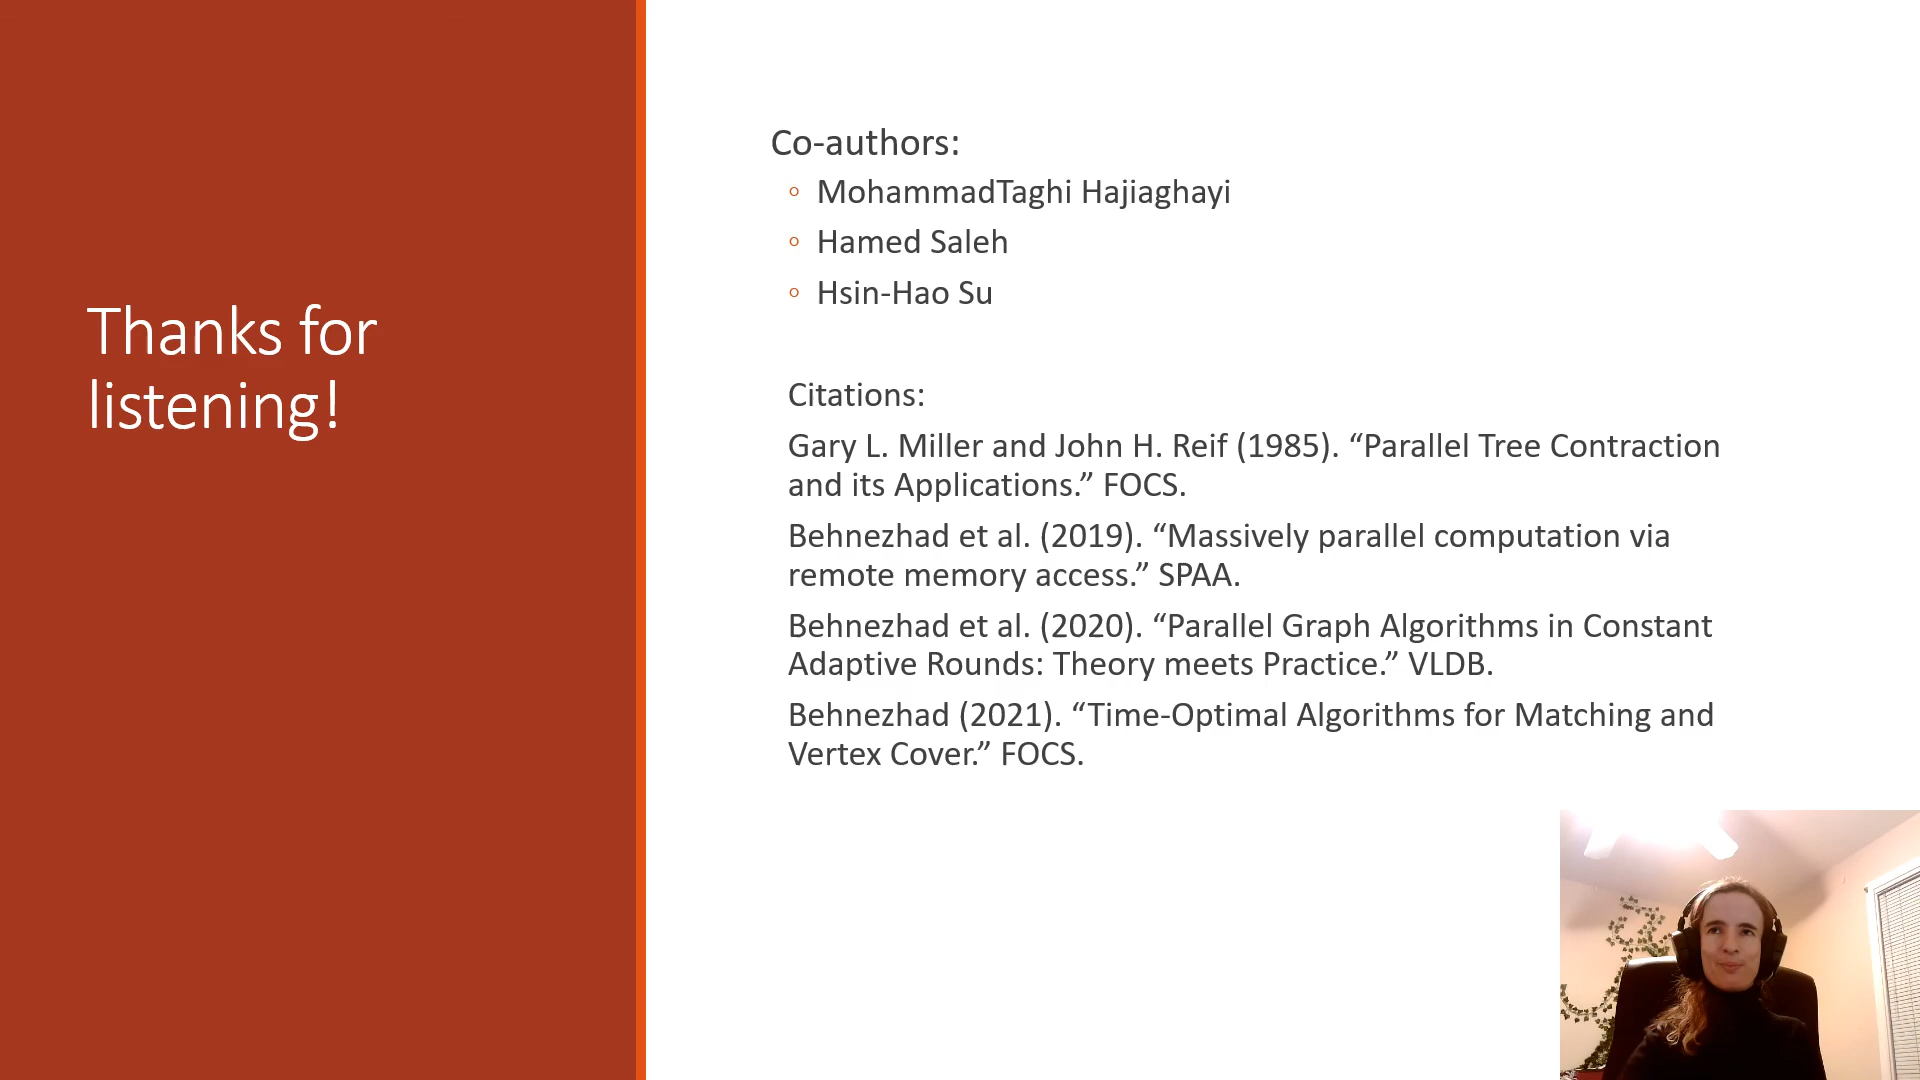 Thanks for
listening!
Co-authors:
◦ MohammadTaghi Hajiaghayi
◦ Hamed Saleh
◦ Hsin-Hao Su
Citations:
Gary L. Miller and John H. Reif (1985). “Parallel Tree Contraction
and its Applications.” FOCS.
Behnezhad et al. (2019). “Massively parallel computation via
remote memory access.” SPAA.
Behnezhad et al. (2020). “Parallel Graph Algorithms in Constant
Adaptive Rounds: Theory meets Practice.” VLDB.
Behnezhad (2021). “Time-Optimal Algorithms for Matching and
Vertex Cover.” FOCS.